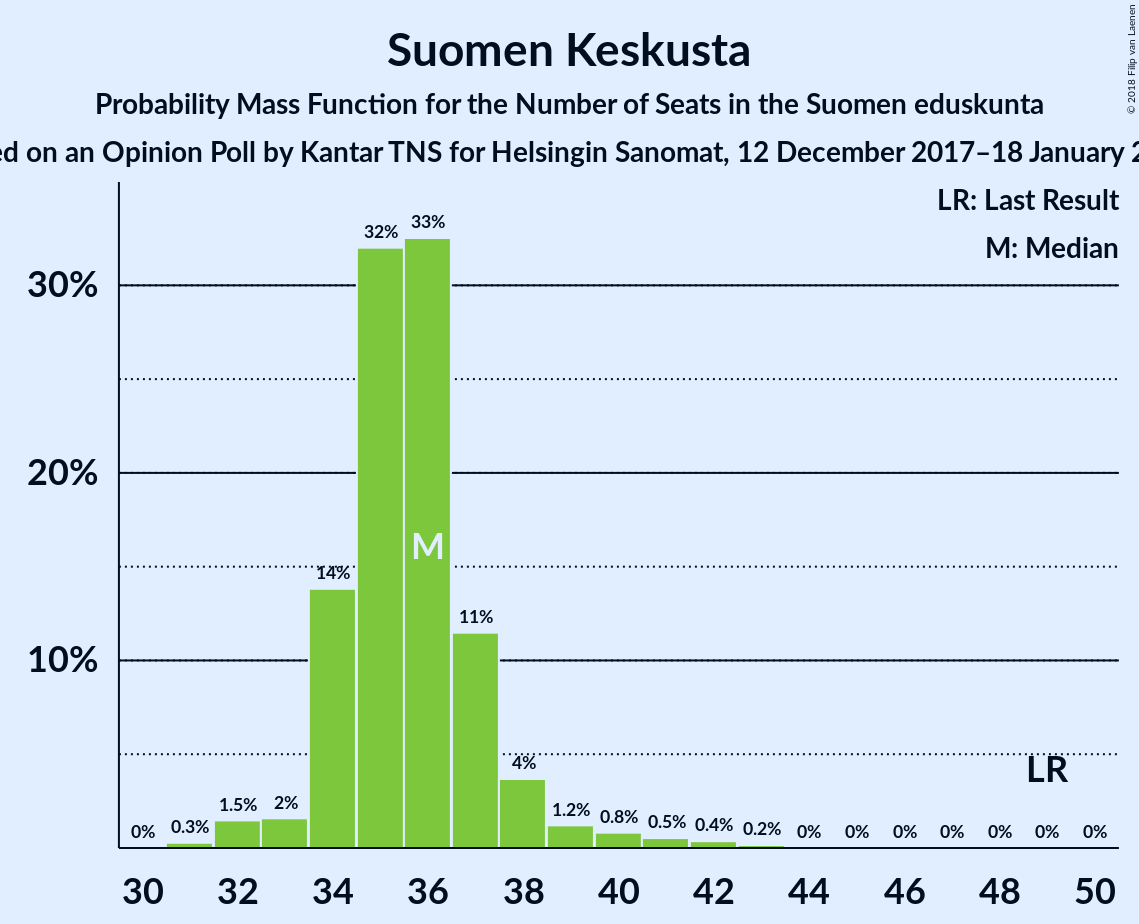 Suomen Keskusta
Probability Mass Function for the Number of Seats in the Suomen eduskunta
on an Opinion Poll by Kantar TNS for Helsingin Sanomat, 12 December 2017–18 January
© 2018 Filip van Laenen
LR: Last Result
M: Median
30%
20%
10%
0% 0.3% 1.5% 2% 14% 32% 33% 11% 4% 1.2% 0.8% 0.5% 0.4% 0.2% 0% 0% 0% 0% 0% 0% 0%
M
LR
30 32 34 36 38 40 42 44 46 48 50